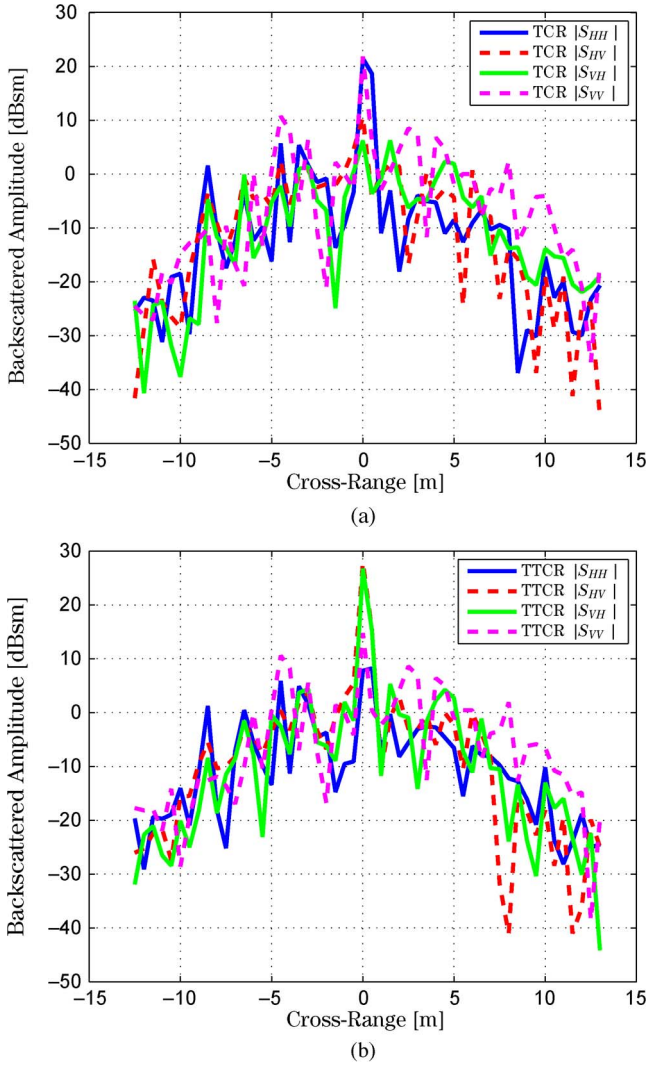 30
20
10
0
−10
−20
−30
−40
−50
Backscattered Amplitude [dBsm]
TCR |S_HH|
TCR |S_HV|
TCR |S_VH|
TCR |S_VV|
−15 −10 −5 0 5 10 15
Cross-Range [m]
(a)
30
20
10
0
−10
−20
−30
−40
−50
Backscattered Amplitude [dBsm]
TTCR |S_HH|
TTCR |S_HV|
TTCR |S_VH|
TTCR |S_VV|
−15 −10 −5 0 5 10 15
Cross-Range [m]
(b)